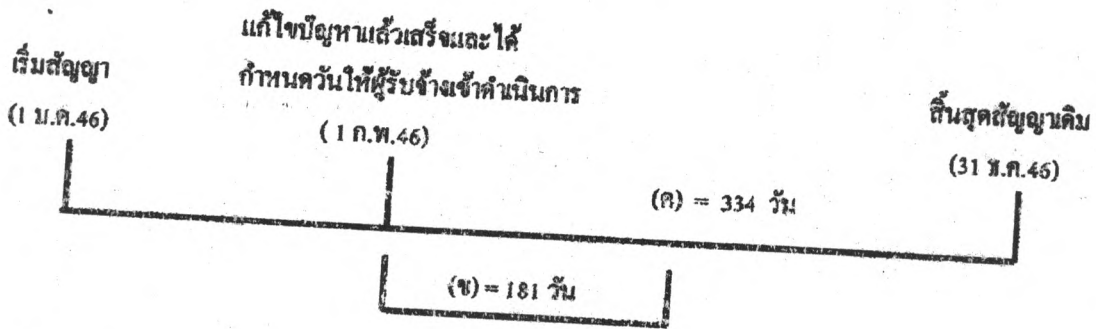 แก้ไขปัญหาแล้วเสร็จและได้
กำหนดวันให้ผู้รับจ้างเข้าดำเนินการ
เริ่มสัญญา
(1 ม.ค.46)
(1 ก.พ.46)
สิ้นสุดสัญญาเดิม
(31 ธ.ค.46)
(ค) = 334 วัน
(ช) = 181 วัน